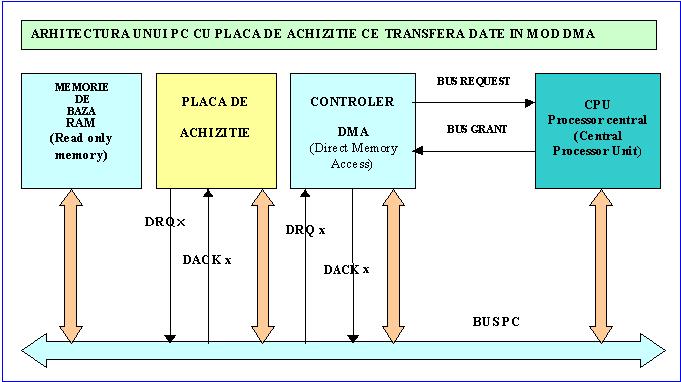 ARHITECTURA UNUI PC CU PLACA DE ACHIZITIE CE TRANSFERA DATE IN MOD DMA
MEMORIE
DE
BAZA
RAM
(Read only
memory)
PLACA DE
ACHIZITIE
CONTROLER
DMA
(Direct Memory
Access)
BUS REQUEST
BUS GRANT
CPU
Processor central
(Central
Processor Unit)
DRQ x
DACK x
DRQ x
DACK x
BUS PC